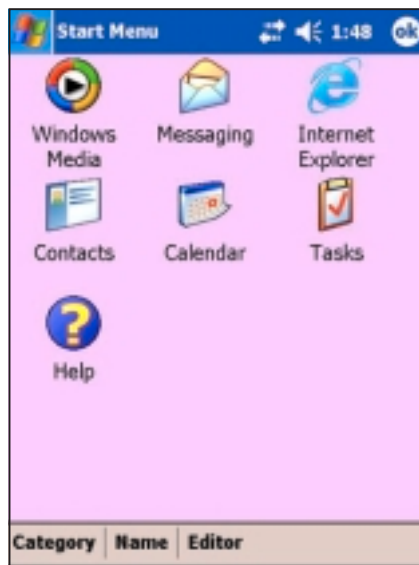 Start Menu 1:48 ok
Windows Media Messaging Internet Explorer
Contacts Calendar Tasks
Help
Category Name Editor